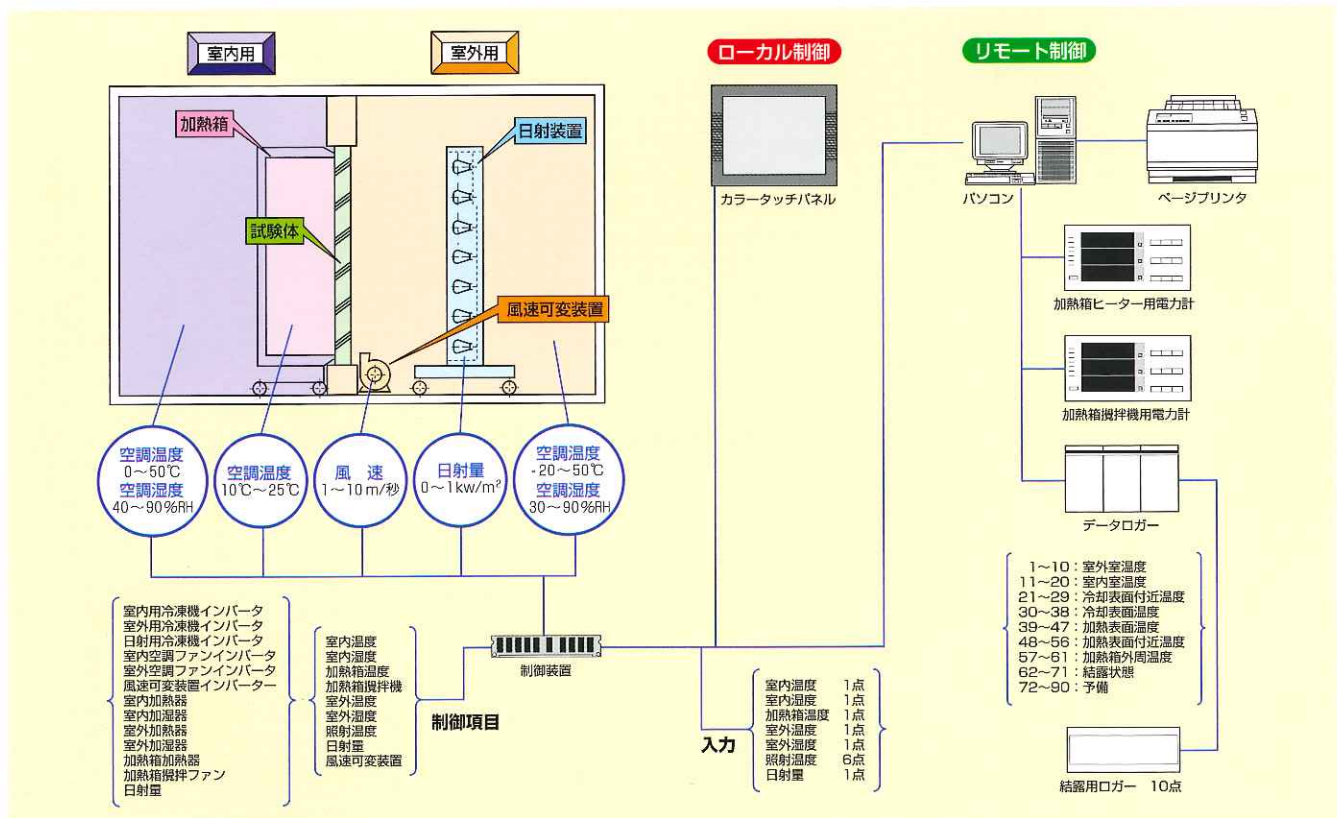 室内用
室外用
ローカル制御
リモート制御
加熱箱
日射装置
試験体
風速可変装置
カラータッチパネル
パソコン
ページプリンタ
加熱箱ヒーター用電力計
加熱箱攪拌機用電力計
データロガー
空調温度
0～50℃
空調湿度
40～90%RH
空調温度
10℃～25℃
風 速
1～10m/秒
日射量
0～1kw/m²
空調温度
-20～50℃
空調湿度
30～90%RH
室内用冷凍機インバータ
室外用冷凍機インバータ
日射用冷凍機インバータ
室内空調ファンインバータ
室外空調ファンインバータ
風速可変装置インバーター
室内加熱器
室内加湿器
室外加熱器
室外加湿器
加熱箱加熱器
加熱箱攪拌ファン
日射量
室内温度
室内湿度
加熱箱温度
加熱箱攪拌機
室外温度
室外湿度
照射温度
日射量
風速可変装置
制御項目
制御装置
入力
室内温度 1点
室内湿度 1点
加熱箱温度 1点
室外温度 1点
室外湿度 1点
照射温度 6点
日射量 1点
1～10：室外室温度
11～20：室内室温度
21～29：冷却表面付近温度
30～38：冷却表面温度
39～47：加熱表面温度
48～56：加熱表面付近温度
57～61：加熱箱外周温度
62～71：結露状態
72～90：予備
結露用ロガー 10点